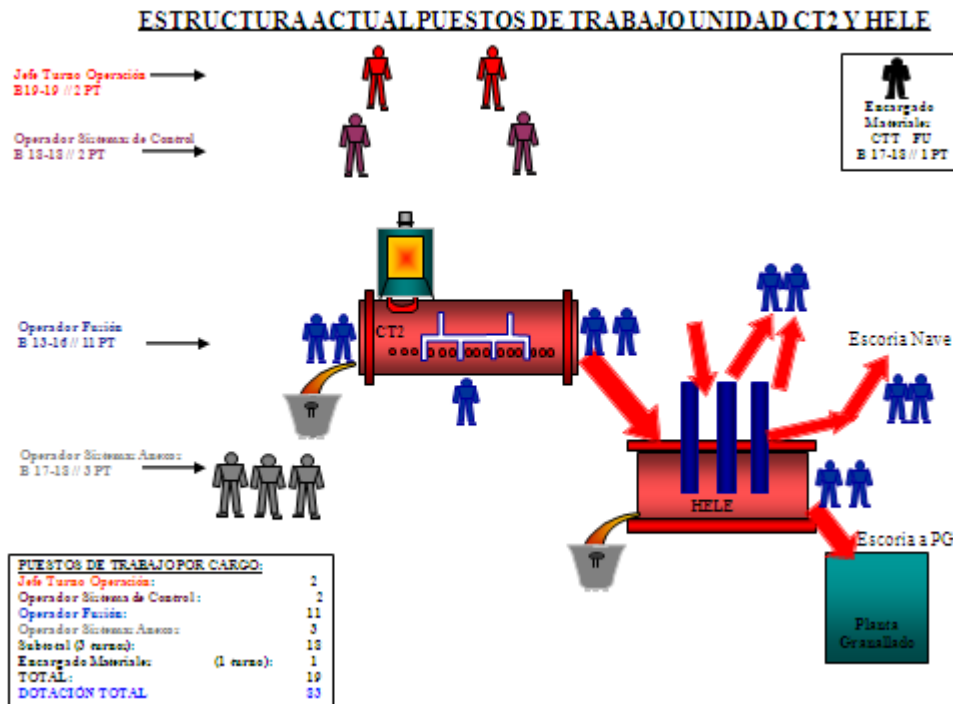 ESTRUCTURA ACTUAL PUESTOS DE TRABAJO UNIDAD CT2 Y HELE
Jefe Turno Operación
B19-19 // 2 PT
Encargado
Materiales
CTT FU
B 17-18 // 1 PT
Operador Sistemas de Control
B 18-18 // 2 PT
CT2
Operador Fusión
B 15-16 // 11 PT
Escoria Nave
Operador Sistemas Anexos
B 17-18 // 3 PT
HELE
Escoria a PG
Planta
Granallado
PUESTOS DE TRABAJO POR CARGO:
Jefe Turno Operación: 2
Operador Sistema de Control: 2
Operador Fusión: 11
Operador Sistemas Anexos: 3
Subtotal (5 turnos): 18
Encargado Materiales (1 turno): 1
TOTAL: 19
DOTACIÓN TOTAL